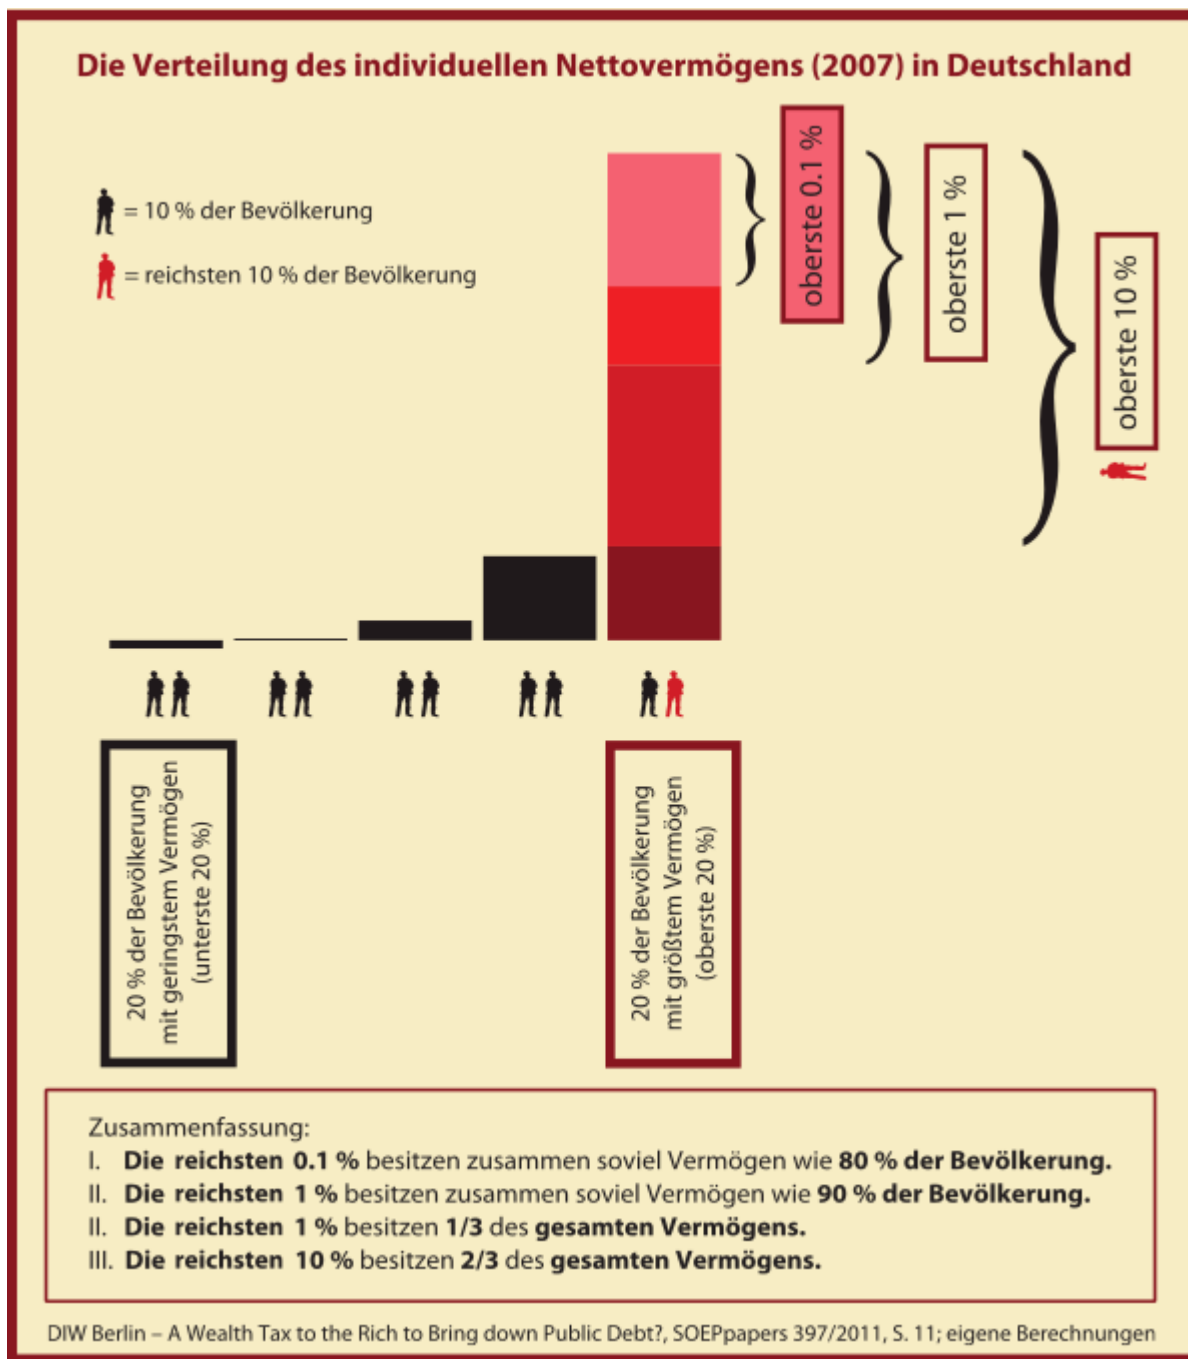 Die Verteilung des individuellen Nettovermögens (2007) in Deutschland
= 10 % der Bevölkerung
= reichsten 10 % der Bevölkerung
oberste 0.1 %
oberste 1 %
oberste 10 %
20 % der Bevölkerung
mit geringstem Vermögen
(unterste 20 %)
20 % der Bevölkerung
mit größtem Vermögen
(oberste 20 %)
Zusammenfassung:
I. Die reichsten 0.1 % besitzen zusammen soviel Vermögen wie 80 % der Bevölkerung.
II. Die reichsten 1 % besitzen zusammen soviel Vermögen wie 90 % der Bevölkerung.
II. Die reichsten 1 % besitzen 1/3 des gesamten Vermögens.
III. Die reichsten 10 % besitzen 2/3 des gesamten Vermögens.
DIW Berlin – A Wealth Tax to the Rich to Bring down Public Debt?, SOEPpapers 397/2011, S. 11; eigene Berechnungen